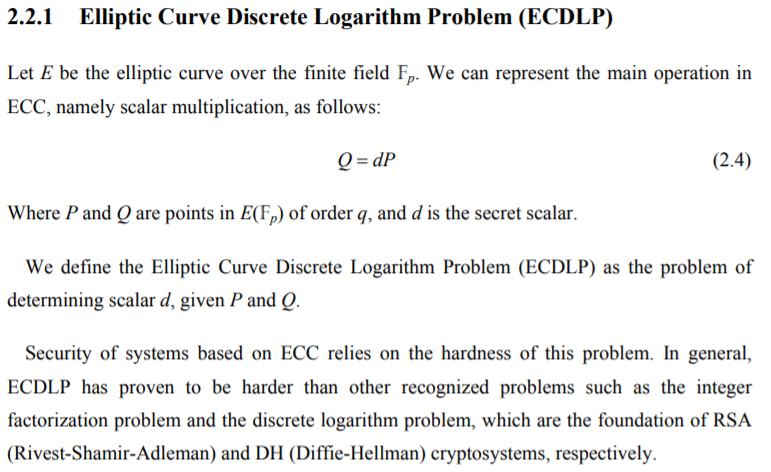 2.2.1 Elliptic Curve Discrete Logarithm Problem (ECDLP)
Let E be the elliptic curve over the finite field Fp. We can represent the main operation in
ECC, namely scalar multiplication, as follows:
Q = dP (2.4)
Where P and Q are points in E(Fp) of order q, and d is the secret scalar.
We define the Elliptic Curve Discrete Logarithm Problem (ECDLP) as the problem of
determining scalar d, given P and Q.
Security of systems based on ECC relies on the hardness of this problem. In general,
ECDLP has proven to be harder than other recognized problems such as the integer
factorization problem and the discrete logarithm problem, which are the foundation of RSA
(Rivest-Shamir-Adleman) and DH (Diffie-Hellman) cryptosystems, respectively.